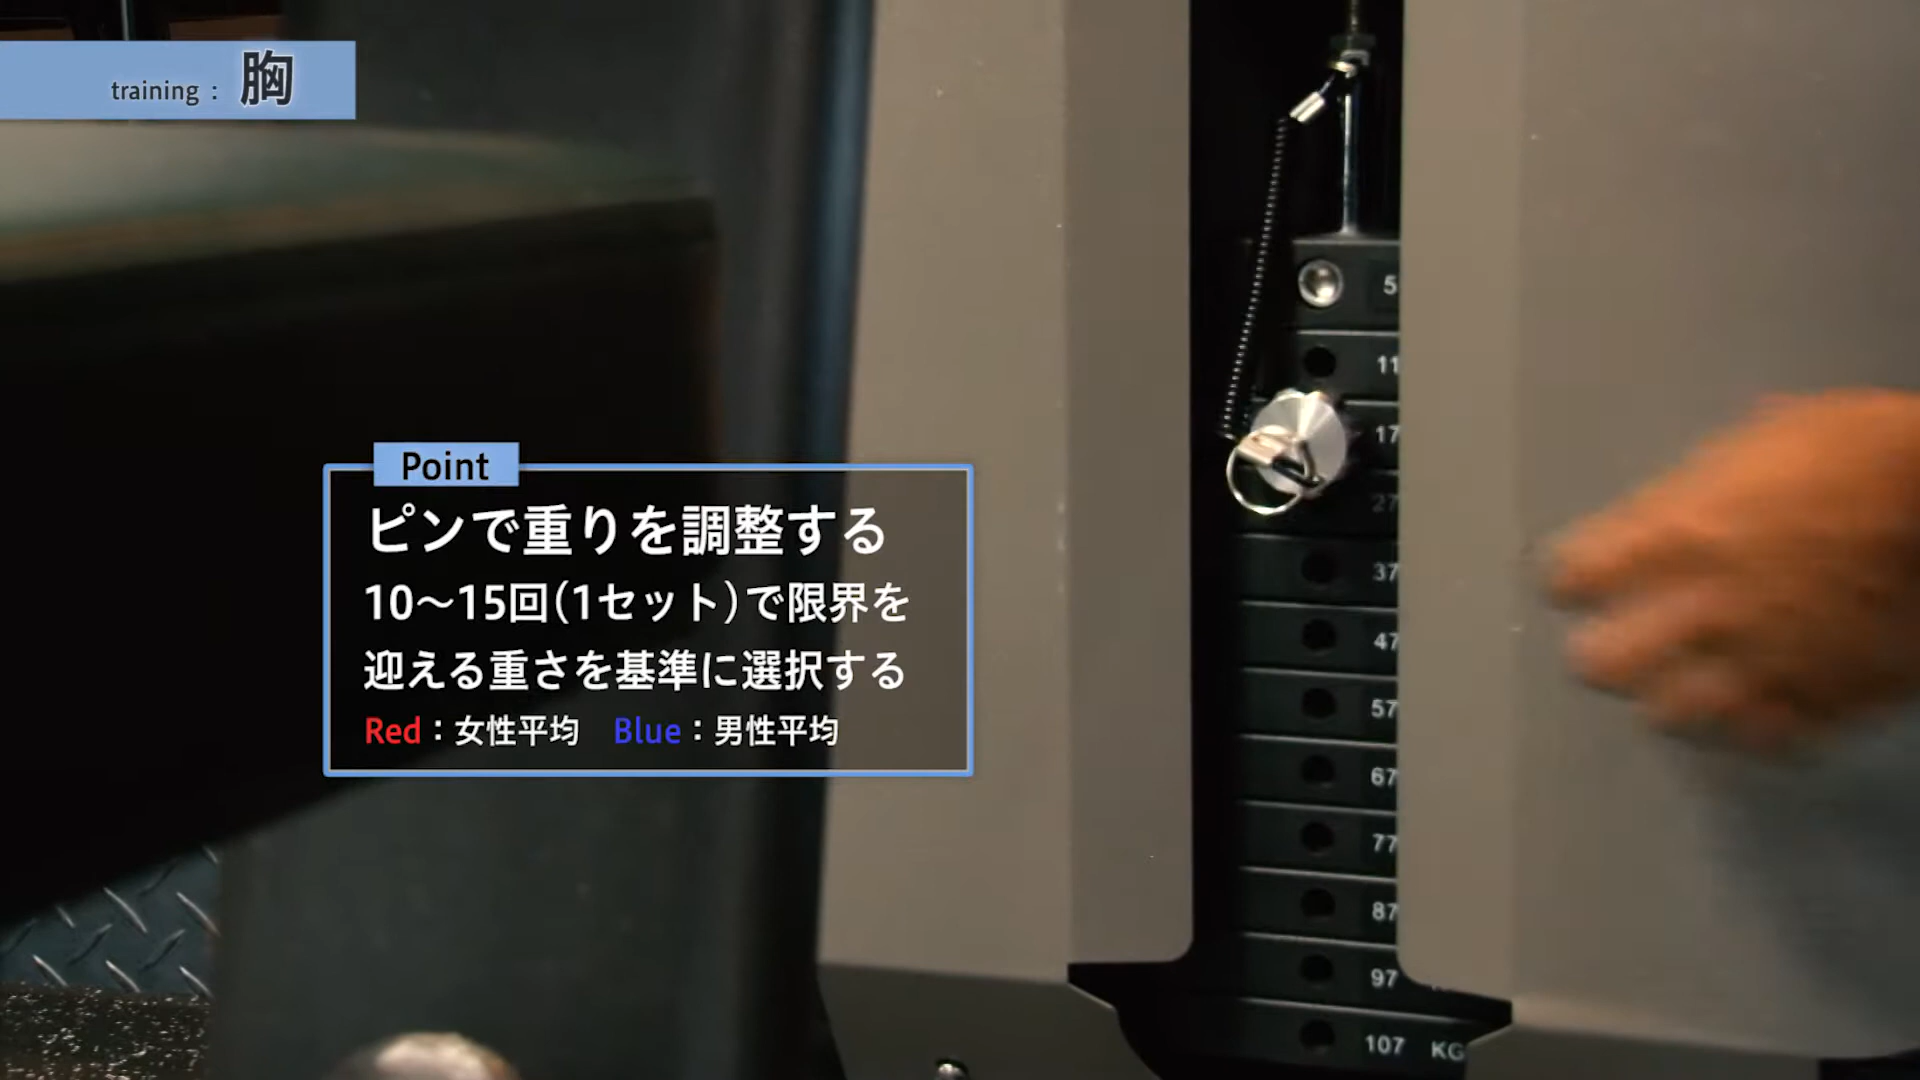 training : 胸
Point
ピンで重りを調整する
10〜15回(1セット)で限界を
迎える重さを基準に選択する
Red：女性平均 Blue：男性平均
5
11
17
27
37
47
57
67
77
87
97
107 KG